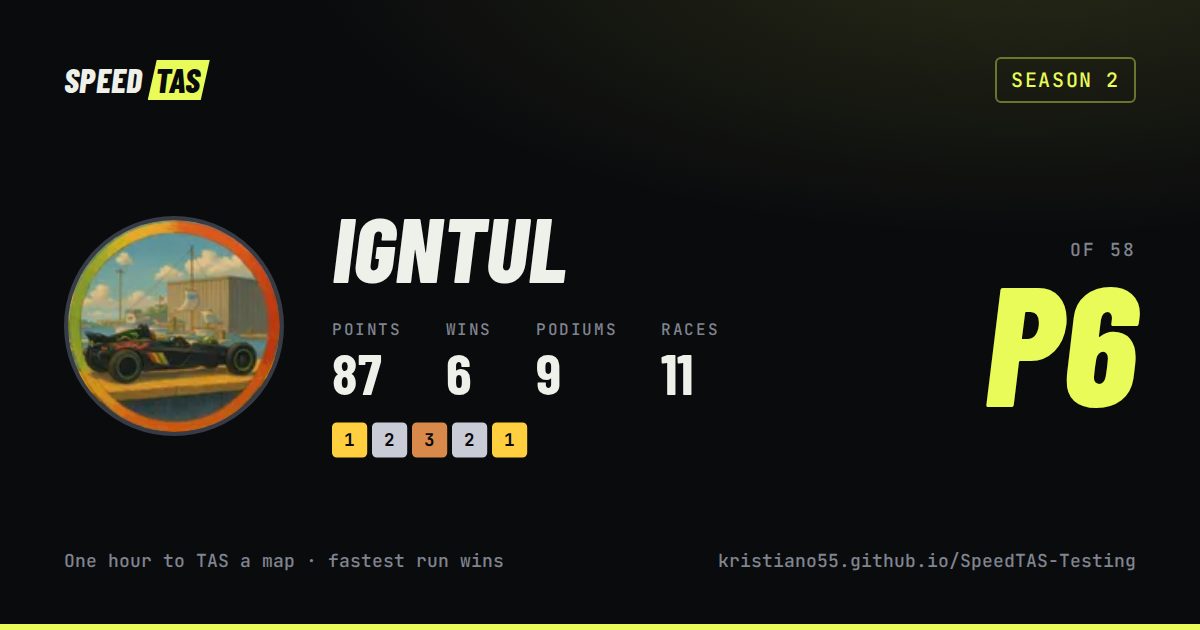 SPEED TAS
SEASON 2
IGNTUL
OF 58
P6
POINTS WINS PODIUMS RACES
87 6 9 11
1 2 3 2 1
One hour to TAS a map · fastest run wins
kristiano55.github.io/SpeedTAS-Testing